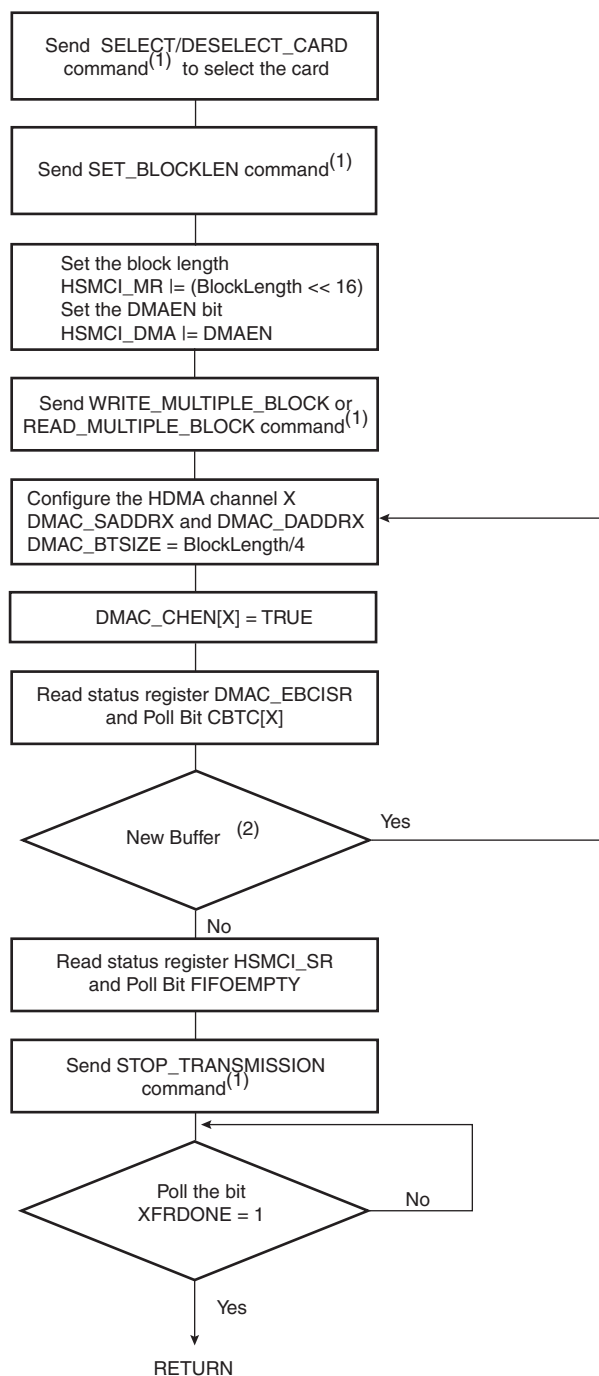 Send SELECT/DESELECT_CARD
command(1) to select the card
Send SET_BLOCKLEN command(1)
Set the block length
HSMCI_MR |= (BlockLength << 16)
Set the DMAEN bit
HSMCI_DMA |= DMAEN
Send WRITE_MULTIPLE_BLOCK or
READ_MULTIPLE_BLOCK command(1)
Configure the HDMA channel X
DMAC_SADDRX and DMAC_DADDRX
DMAC_BTSIZE = BlockLength/4
DMAC_CHEN[X] = TRUE
Read status register DMAC_EBCISR
and Poll Bit CBTC[X]
New Buffer (2)
Yes
No
Read status register HSMCI_SR
and Poll Bit FIFOEMPTY
Send STOP_TRANSMISSION
command(1)
Poll the bit
XFRDONE = 1
No
Yes
RETURN